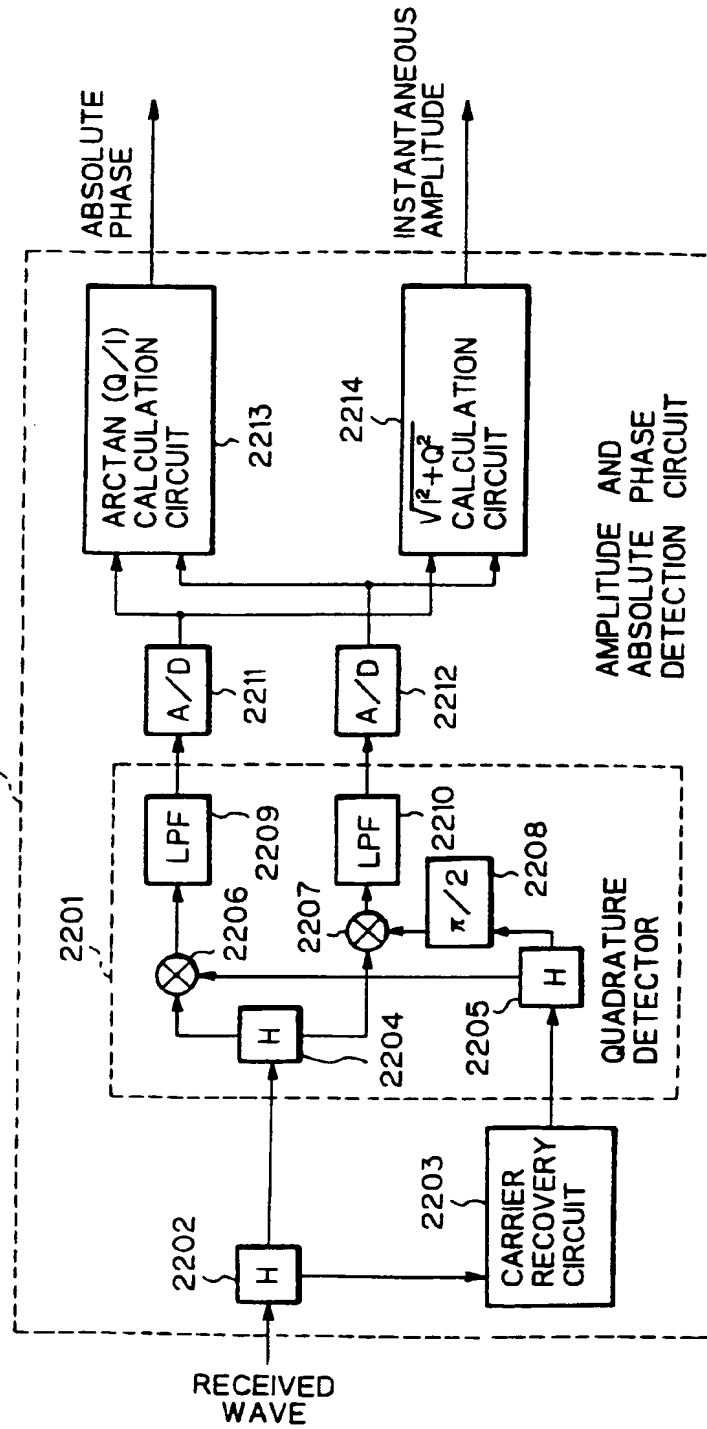 RECEIVED
WAVE
H
2202
CARRIER
RECOVERY
CIRCUIT
2203
2201
H
2204
H
2205
2206
2207
π/2
2208
LPF
2209
LPF
2210
QUADRATURE
DETECTOR
A/D
2211
A/D
2212
ARCTAN (Q/I)
CALCULATION
CIRCUIT
2213
√I²+Q²
CALCULATION
CIRCUIT
2214
ABSOLUTE
PHASE
INSTANTANEOUS
AMPLITUDE
AMPLITUDE AND
ABSOLUTE PHASE
DETECTION CIRCUIT